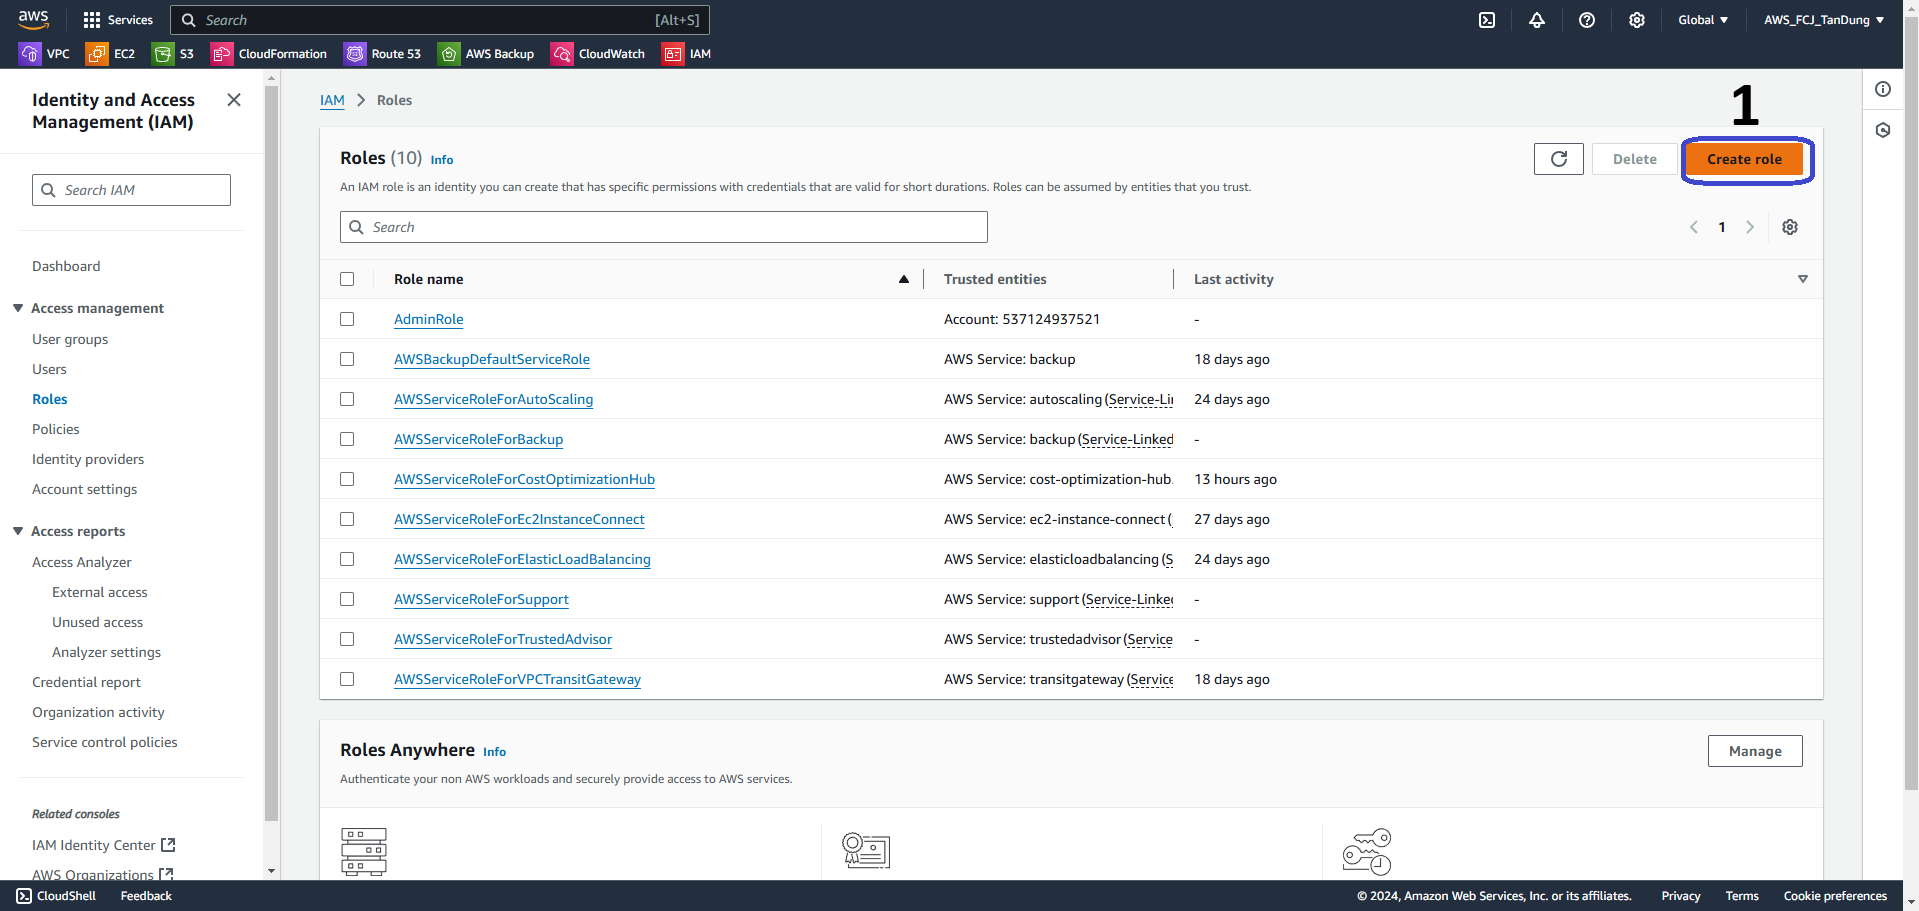 aws
Services
Search
[Alt+S]
Global
AWS_FCJ_TanDung
VPC
EC2
S3
CloudFormation
Route 53
AWS Backup
CloudWatch
IAM
Identity and Access
Management (IAM)
Search IAM
Dashboard
Access management
User groups
Users
Roles
Policies
Identity providers
Account settings
Access reports
Access Analyzer
External access
Unused access
Analyzer settings
Credential report
Organization activity
Service control policies
Related consoles
IAM Identity Center
AWS Organizations
IAM > Roles
1
Roles (10) Info
Delete
Create role
An IAM role is an identity you can create that has specific permissions with credentials that are valid for short durations. Roles can be assumed by entities that you trust.
Search
1
Role name Trusted entities Last activity
AdminRole Account: 537124937521 -
AWSBackupDefaultServiceRole AWS Service: backup 18 days ago
AWSServiceRoleForAutoScaling AWS Service: autoscaling (Service-Li 24 days ago
AWSServiceRoleForBackup AWS Service: backup (Service-Linked -
AWSServiceRoleForCostOptimizationHub AWS Service: cost-optimization-hub. 13 hours ago
AWSServiceRoleForEc2InstanceConnect AWS Service: ec2-instance-connect ( 27 days ago
AWSServiceRoleForElasticLoadBalancing AWS Service: elasticloadbalancing (S 24 days ago
AWSServiceRoleForSupport AWS Service: support (Service-Linke -
AWSServiceRoleForTrustedAdvisor AWS Service: trustedadvisor (Service -
AWSServiceRoleForVPCTransitGateway AWS Service: transitgateway (Service 18 days ago
Roles Anywhere Info
Manage
Authenticate your non AWS workloads and securely provide access to AWS services.
CloudShell
Feedback
© 2024, Amazon Web Services, Inc. or its affiliates.
Privacy
Terms
Cookie preferences